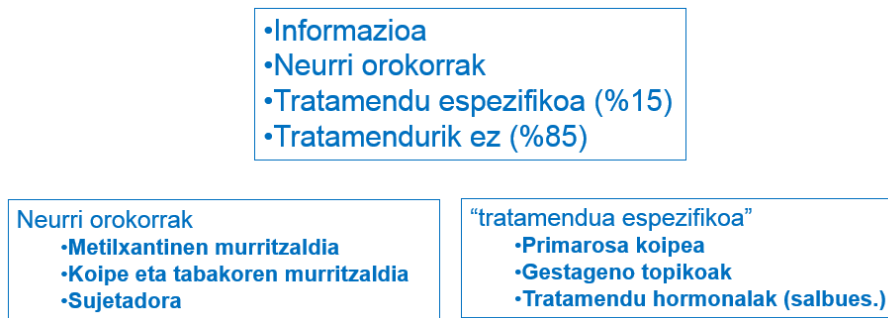 •Informazioa
•Neurri orokorrak
•Tratamendu espezifikoa (%15)
•Tratamendurik ez (%85)
Neurri orokorrak
•Metilxantinen murritzaldia
•Koipe eta tabakoren murritzaldia
•Sujetadora
“tratamendua espezifikoa”
•Primarosa koipea
•Gestageno topikoak
•Tratamendu hormonalak (salbues.)